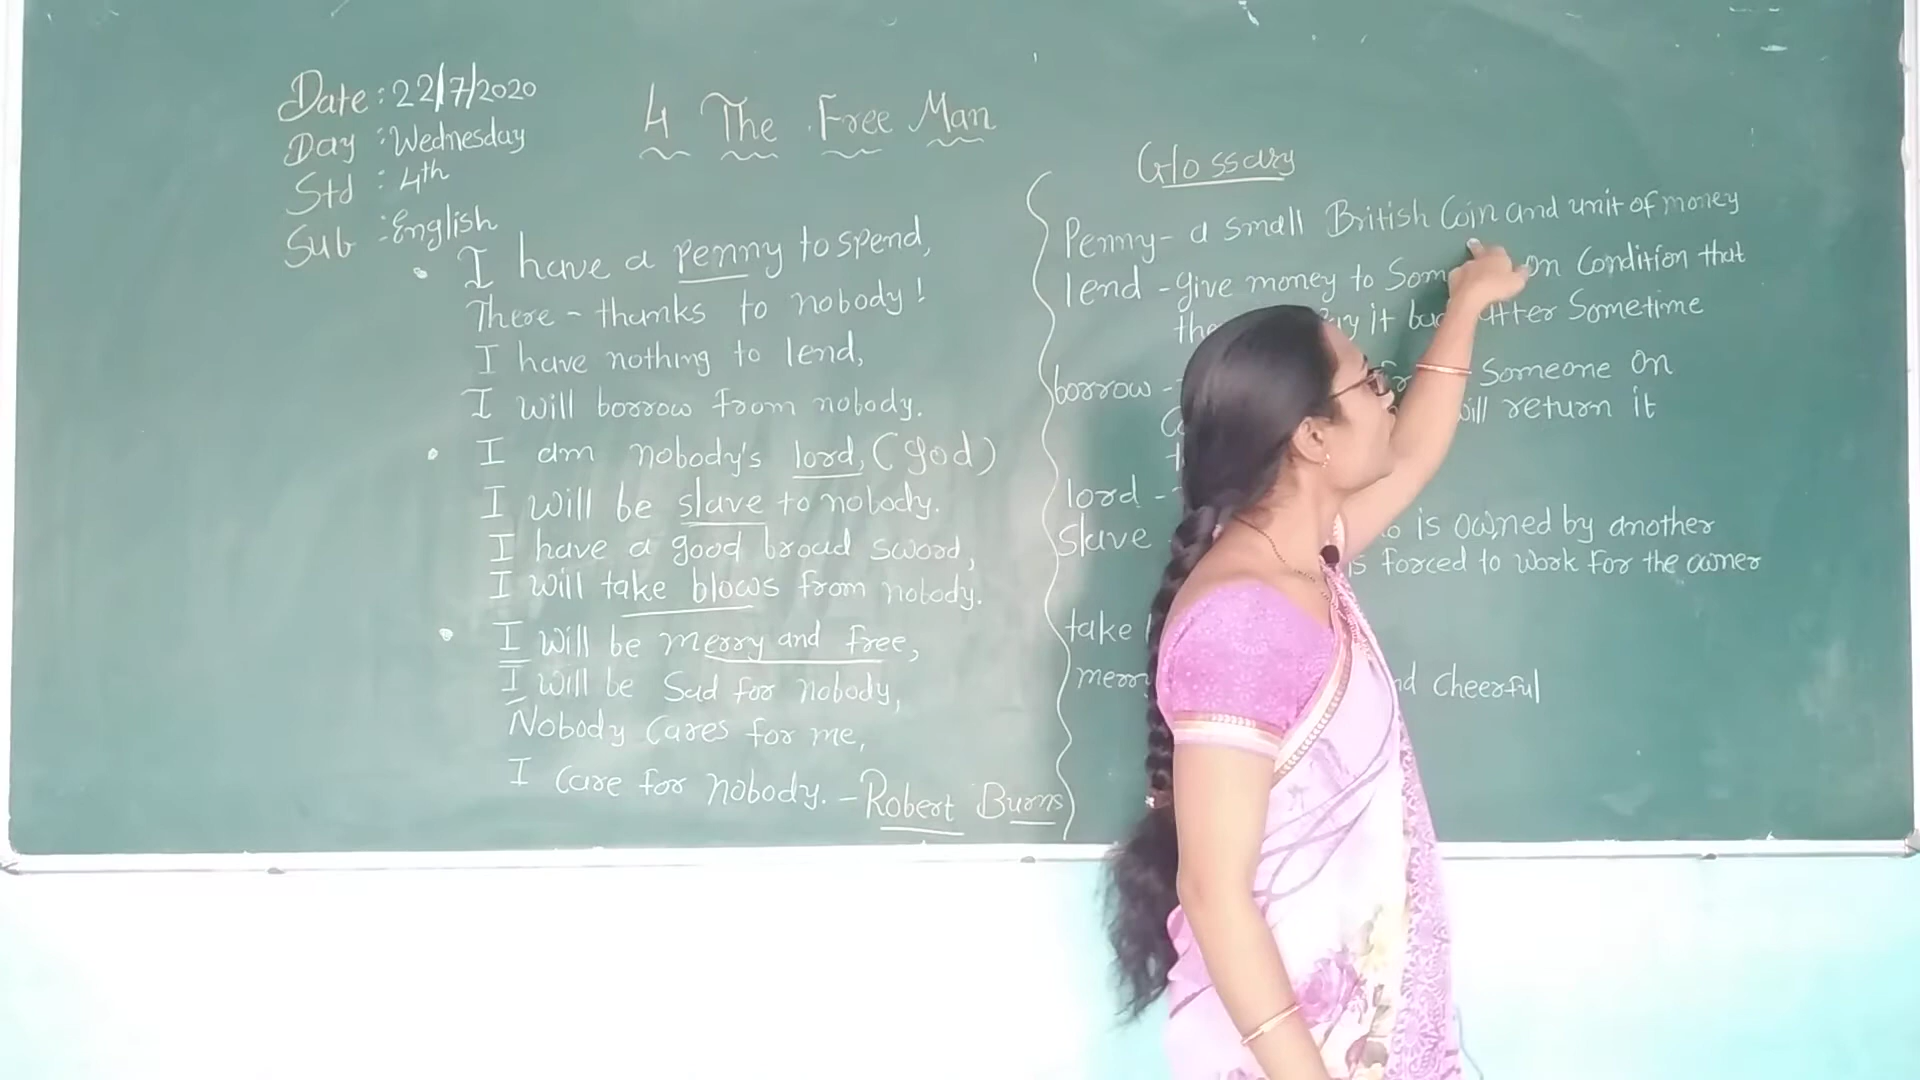 Date : 22/7/2020
Day : Wednesday
Std : 4th
Sub : English
4 The Free Man
I have a penny to spend,
There - thanks to nobody!
I have nothing to lend,
I will borrow from nobody.
I am nobody's lord, (god)
I will be slave to nobody.
I have a good broad sword,
I will take blows from nobody.
I will be merry and free,
I will be Sad for nobody,
Nobody Cares for me,
I Care for nobody. - Robert Burns
Glossary
Penny - a small British Coin and unit of money
lend - give money to on Condition that
it after Sometime
borrow - Someone on
will return it
lord -
slave - is owned by another
is forced to work for the owner
take
Cheerful